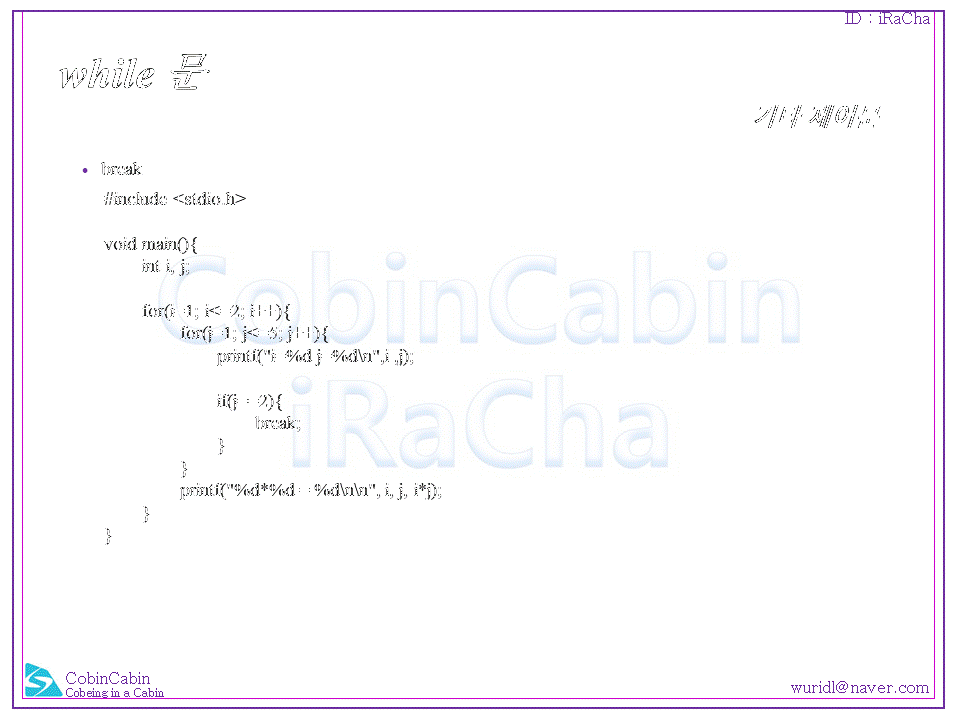 ID : iRaCha
while 문
기타 제어문
• break
#include <stdio.h>
void main(){
int i, j;
for(i=1; i<=2; i++){
for(j=1; j<=5; j++){
printf("i=%d j=%d\n",i ,j);
if(j==2){
break;
}
}
printf("%d*%d = %d\n\n", i, j, i*j);
}
}
CobinCabin
iRaCha
CobinCabin
Cobeing in a Cabin
wuridl@naver.com